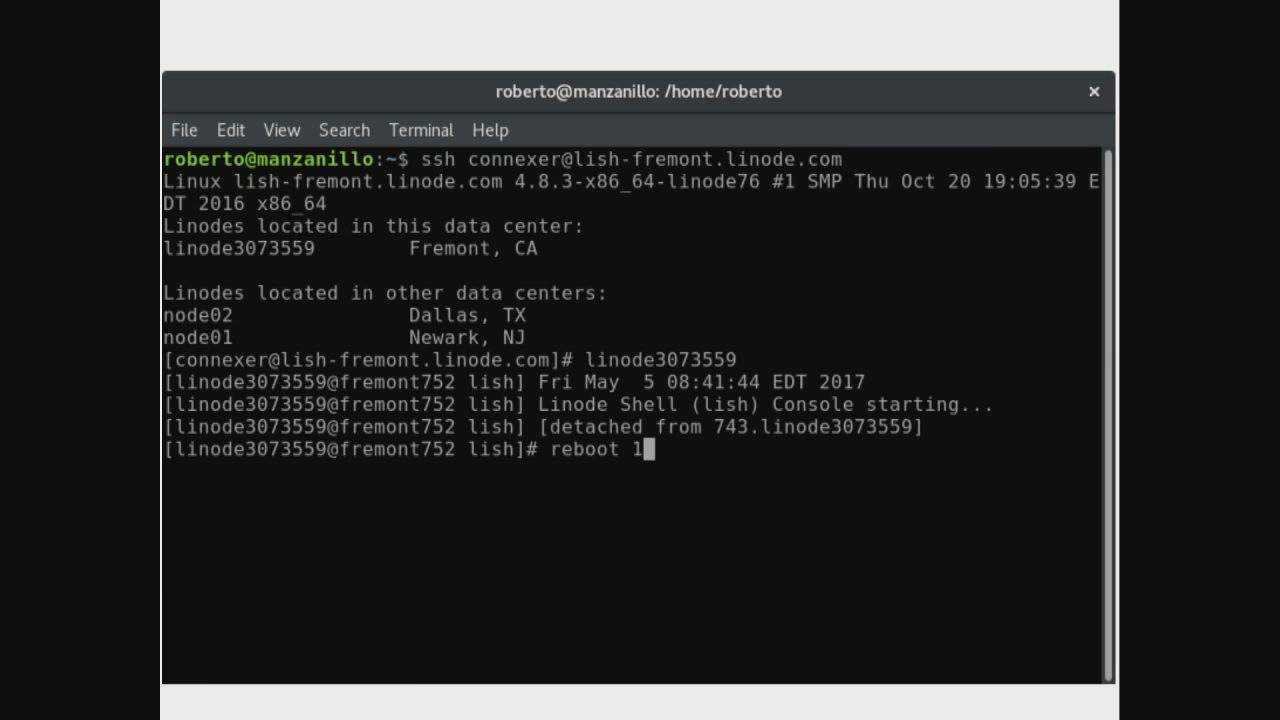 roberto@manzanillo: /home/roberto ×
File Edit View Search Terminal Help
roberto@manzanillo:~$ ssh connexer@lish-fremont.linode.com
Linux lish-fremont.linode.com 4.8.3-x86_64-linode76 #1 SMP Thu Oct 20 19:05:39 E
DT 2016 x86_64
Linodes located in this data center:
linode3073559        Fremont, CA
Linodes located in other data centers:
node02               Dallas, TX
node01               Newark, NJ
[connexer@lish-fremont.linode.com]# linode3073559
[linode3073559@fremont752 lish] Fri May  5 08:41:44 EDT 2017
[linode3073559@fremont752 lish] Linode Shell (lish) Console starting...
[linode3073559@fremont752 lish] [detached from 743.linode3073559]
[linode3073559@fremont752 lish]# reboot 1